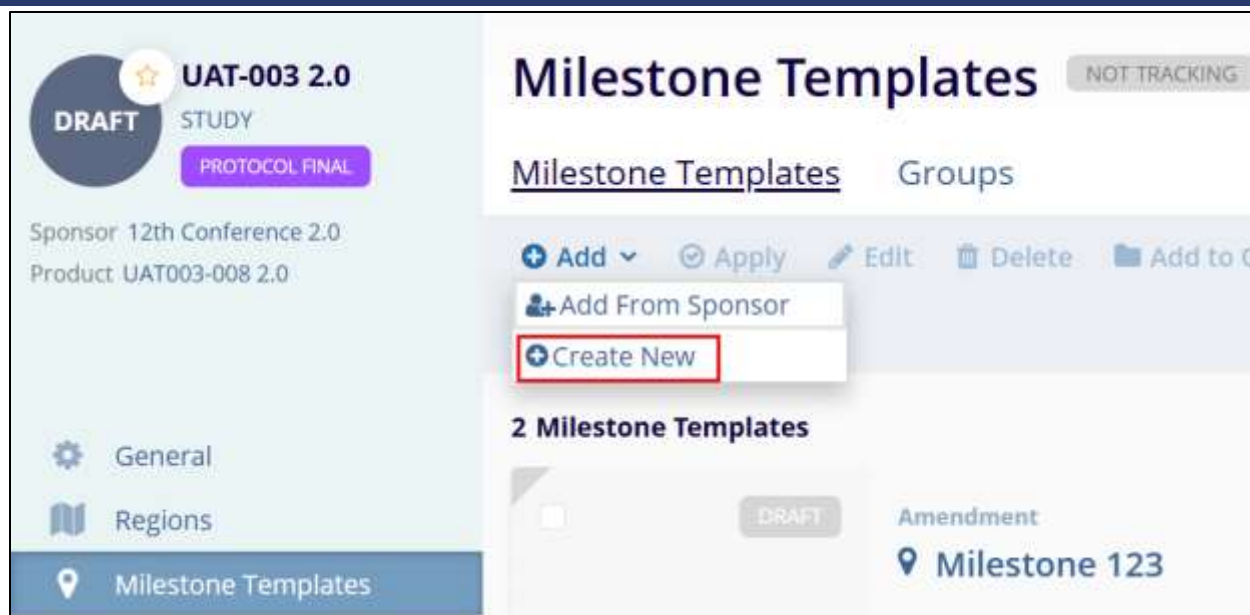 DRAFT
UAT-003 2.0
STUDY
PROTOCOL FINAL
Sponsor 12th Conference 2.0
Product UAT003-008 2.0
General
Regions
Milestone Templates
Milestone Templates NOT TRACKING
Milestone Templates Groups
Add Apply Edit Delete Add to
Add From Sponsor
Create New
2 Milestone Templates
DRAFT
Amendment
Milestone 123